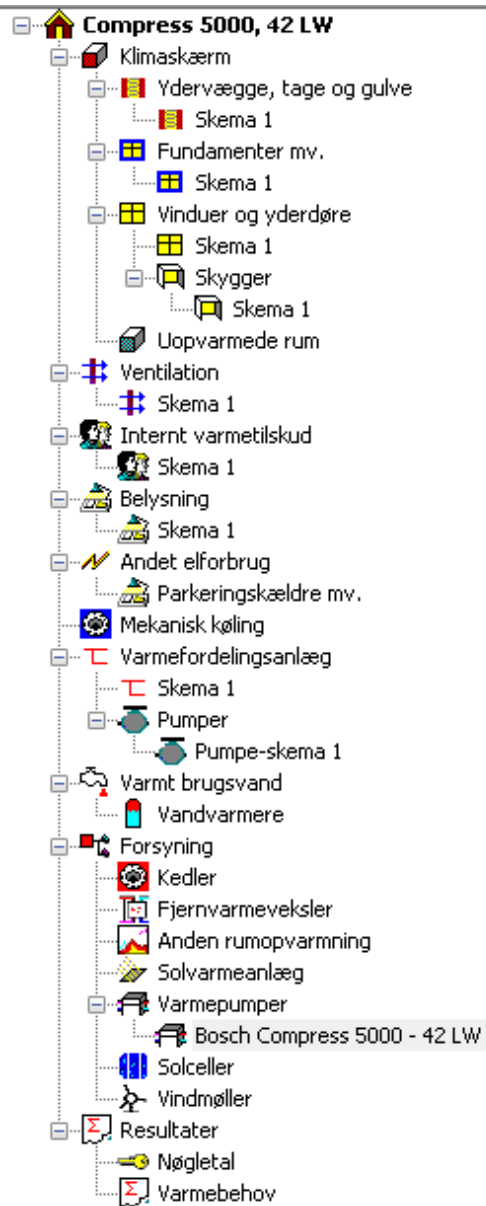 Compress 5000, 42 LW
Klimaskærm
Ydervægge, tage og gulve
Skema 1
Fundamenter mv.
Skema 1
Vinduer og yderdøre
Skema 1
Skygger
Skema 1
Uopvarmede rum
Ventilation
Skema 1
Internt varmetilskud
Skema 1
Belysning
Skema 1
Andet elforbrug
Parkeringskældre mv.
Mekanisk køling
Varmefordelingsanlæg
Skema 1
Pumper
Pumpe-skema 1
Varmt brugsvand
Vandvarmere
Forsyning
Kedler
Fjernvarmeveksler
Anden rumopvarmning
Solvarmeanlæg
Varmepumper
Bosch Compress 5000 - 42 LW
Solceller
Vindmøller
Resultater
Nøgletal
Varmebehov